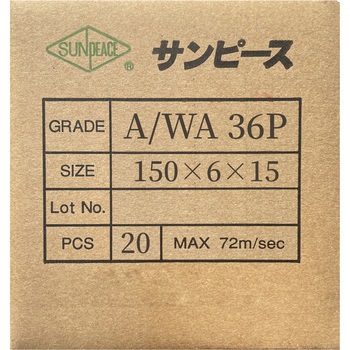 SUNPEACE ® サンピース
GRADE A/WA 36P
SIZE 150×6×15
Lot No.
PCS 20 MAX 72m/sec